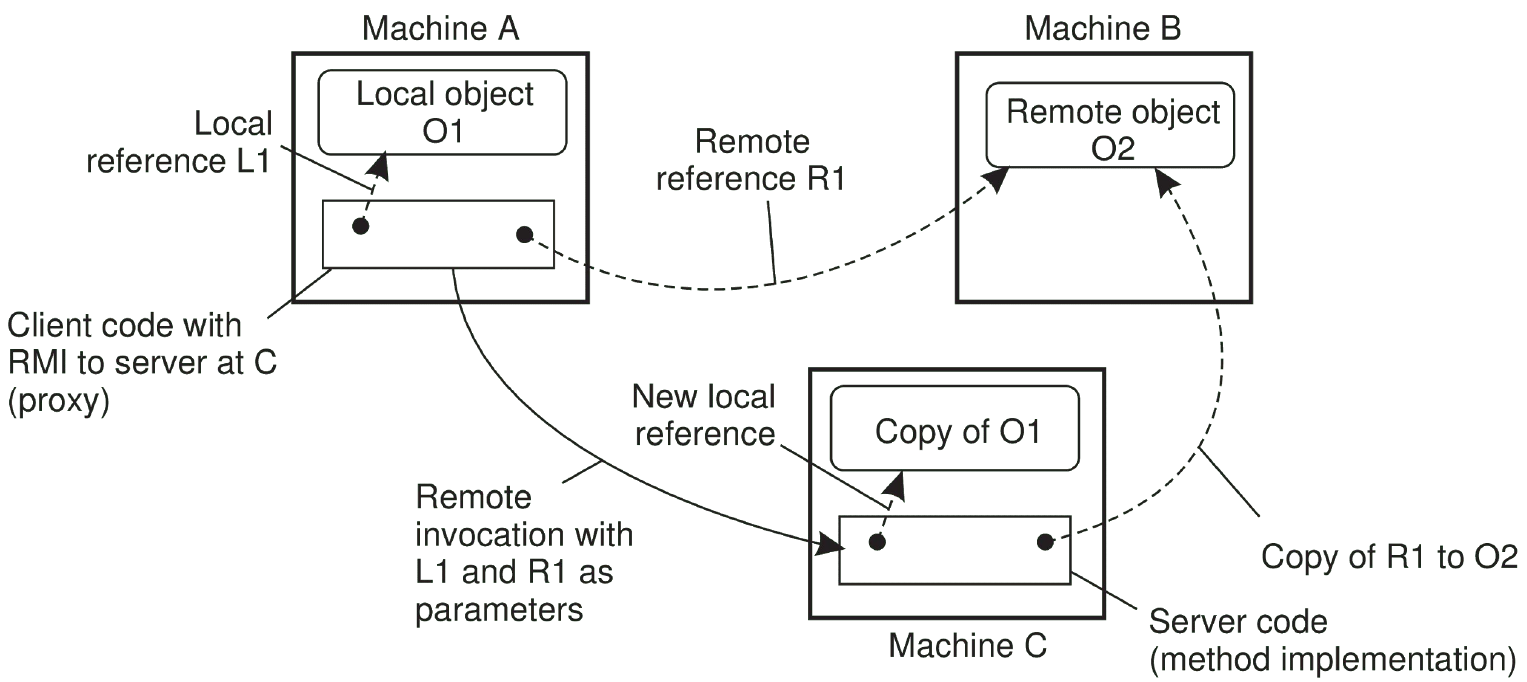 Machine A
Machine B
Local object
O1
Remote object
O2
Local
reference L1
Remote
reference R1
Client code with
RMI to server at C
(proxy)
New local
reference
Copy of O1
Remote
invocation with
L1 and R1 as
parameters
Copy of R1 to O2
Server code
(method implementation)
Machine C